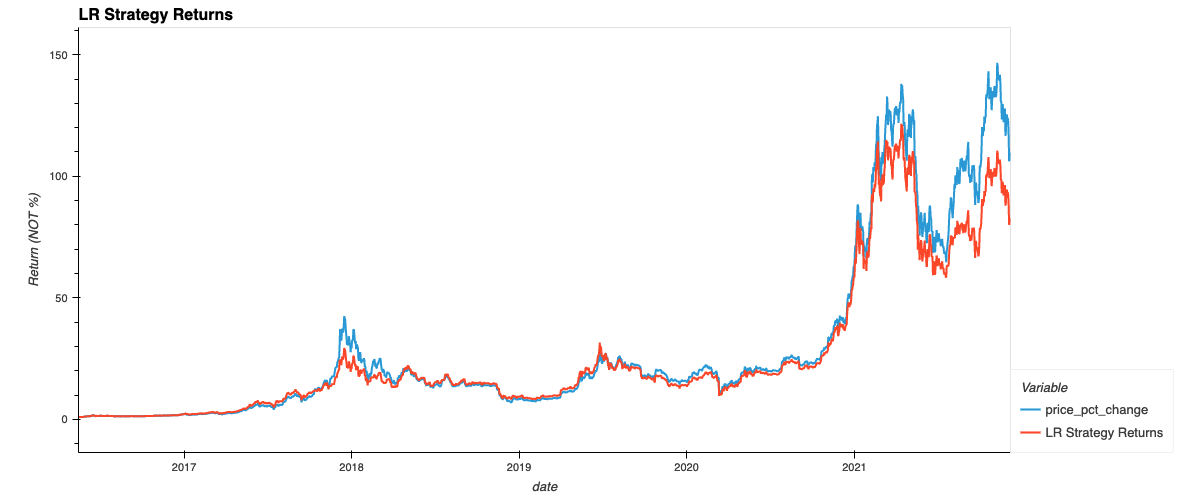 LR Strategy Returns
150
100
50
0
Return (NOT %)
2017
2018
2019
2020
2021
date
Variable
price_pct_change
LR Strategy Returns